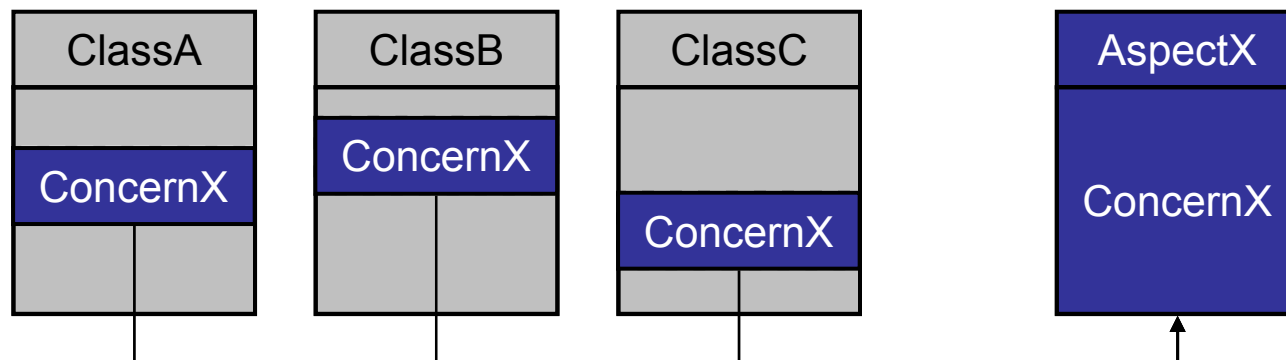 ClassA
ClassB
ClassC
AspectX
ConcernX
ConcernX
ConcernX
ConcernX